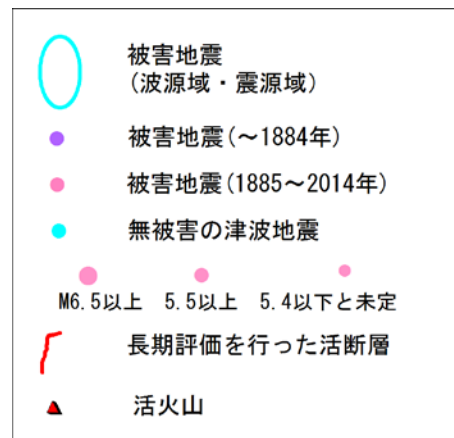 被害地震
(波源域・震源域)
被害地震(～1884年)
被害地震(1885～2014年)
無被害の津波地震
M6.5以上 5.5以上 5.4以下と未定
長期評価を行った活断層
活火山